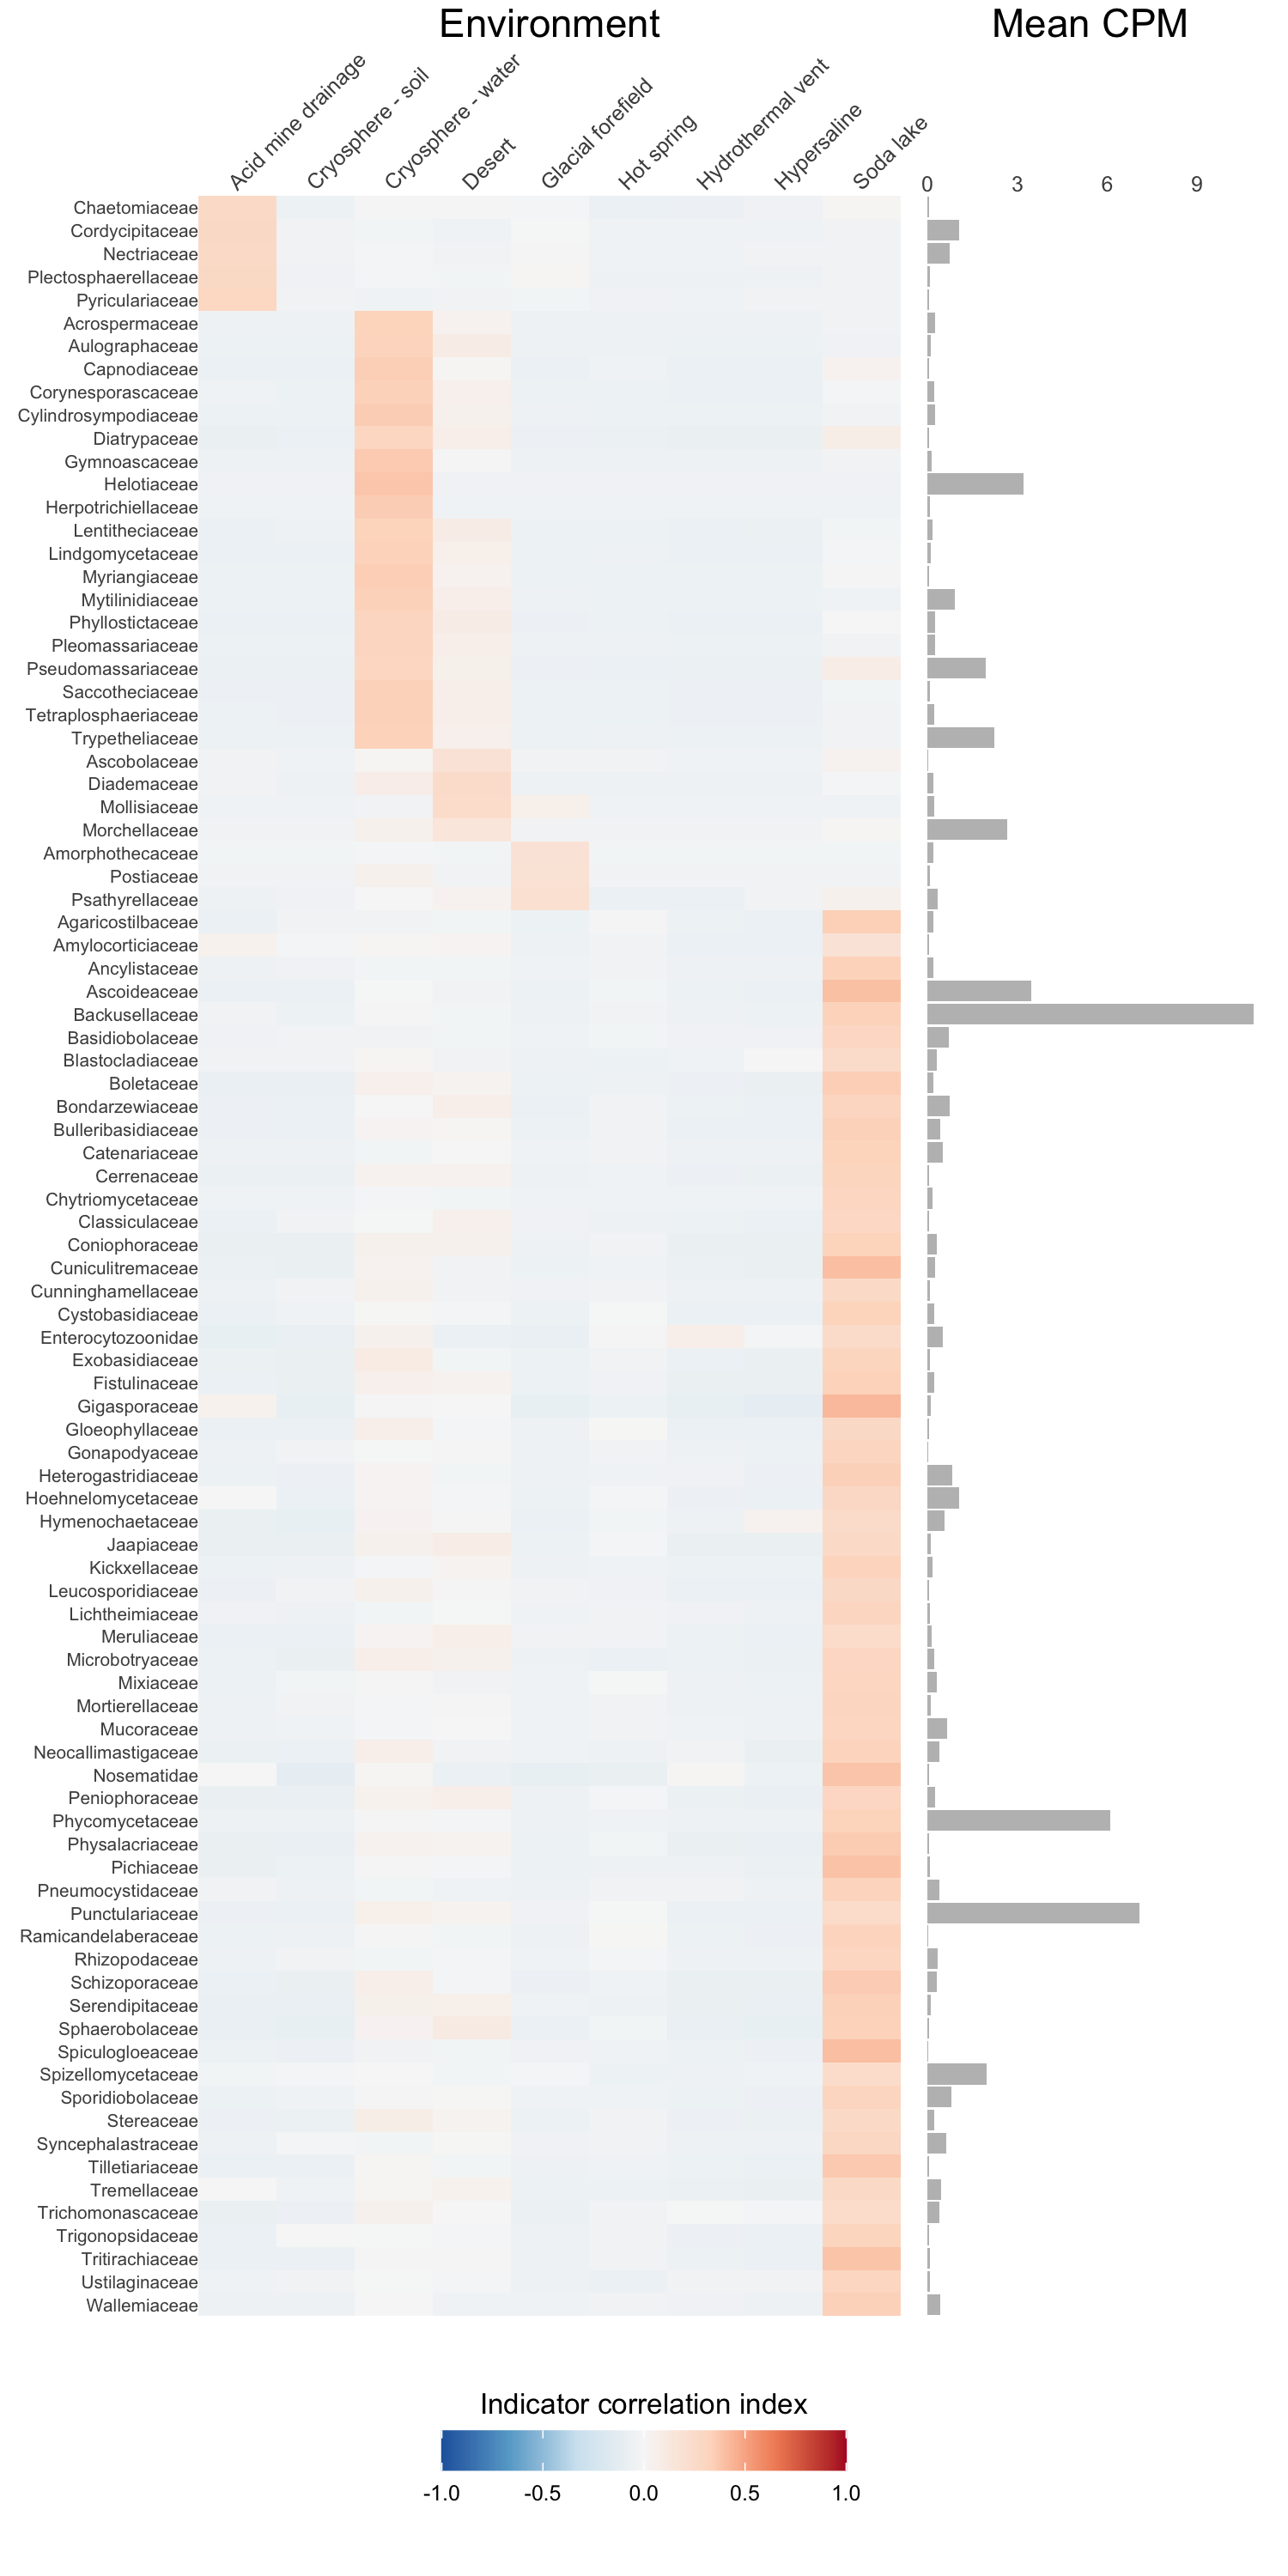 Environment
Mean CPM
Acid mine drainage
Cryosphere - soil
Cryosphere - water
Desert
Glacial forefield
Hot spring
Hydrothermal vent
Hypersaline
Soda lake
0 3 6 9
Chaetomiaceae
Cordycipitaceae
Nectriaceae
Plectosphaerellaceae
Pyriculariaceae
Acrospermaceae
Aulographaceae
Capnodiaceae
Corynesporascaceae
Cylindrosympodiaceae
Diatrypaceae
Gymnoascaceae
Helotiaceae
Herpotrichiellaceae
Lentitheciaceae
Lindgomycetaceae
Myriangiaceae
Mytilinidiaceae
Phyllostictaceae
Pleomassariaceae
Pseudomassariaceae
Saccotheciaceae
Tetraplosphaeriaceae
Trypetheliaceae
Ascobolaceae
Diademaceae
Mollisiaceae
Morchellaceae
Amorphothecaceae
Postiaceae
Psathyrellaceae
Agaricostilbaceae
Amylocorticiaceae
Ancylistaceae
Ascoideaceae
Backusellaceae
Basidiobolaceae
Blastocladiaceae
Boletaceae
Bondarzewiaceae
Bulleribasidiaceae
Catenariaceae
Cerrenaceae
Chytriomycetaceae
Classiculaceae
Coniophoraceae
Cuniculitremaceae
Cunninghamellaceae
Cystobasidiaceae
Enterocytozoonidae
Exobasidiaceae
Fistulinaceae
Gigasporaceae
Gloeophyllaceae
Gonapodyaceae
Heterogastridiaceae
Hoehnelomycetaceae
Hymenochaetaceae
Jaapiaceae
Kickxellaceae
Leucosporidiaceae
Lichtheimiaceae
Meruliaceae
Microbotryaceae
Mixiaceae
Mortierellaceae
Mucoraceae
Neocallimastigaceae
Nosematidae
Peniophoraceae
Phycomycetaceae
Physalacriaceae
Pichiaceae
Pneumocystidaceae
Punctulariaceae
Ramicandelaberaceae
Rhizopodaceae
Schizoporaceae
Serendipitaceae
Sphaerobolaceae
Spiculogloeaceae
Spizellomycetaceae
Sporidiobolaceae
Stereaceae
Syncephalastraceae
Tilletiariaceae
Tremellaceae
Trichomonascaceae
Trigonopsidaceae
Tritirachiaceae
Ustilaginaceae
Wallemiaceae
Indicator correlation index
-1.0 -0.5 0.0 0.5 1.0